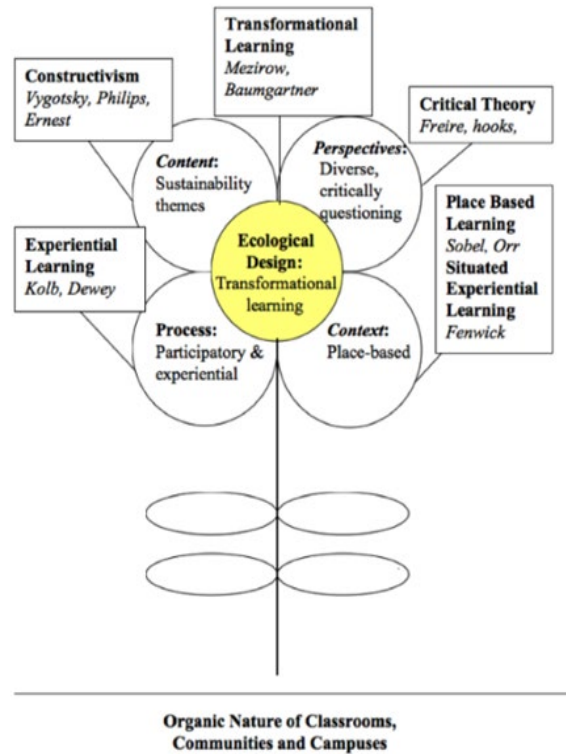 Transformational
Learning
Mezirow,
Baumgartner
Constructivism
Vygotsky, Philips,
Ernest
Critical Theory
Freire, hooks,
Content:
Sustainability
themes
Perspectives:
Diverse,
critically
questioning
Place Based
Learning
Sobel, Orr
Situated
Experiential
Learning
Fenwick
Experiential
Learning
Kolb, Dewey
Ecological
Design:
Transformational
learning
Process:
Participatory &
experiential
Context:
Place-based
Organic Nature of Classrooms,
Communities and Campuses